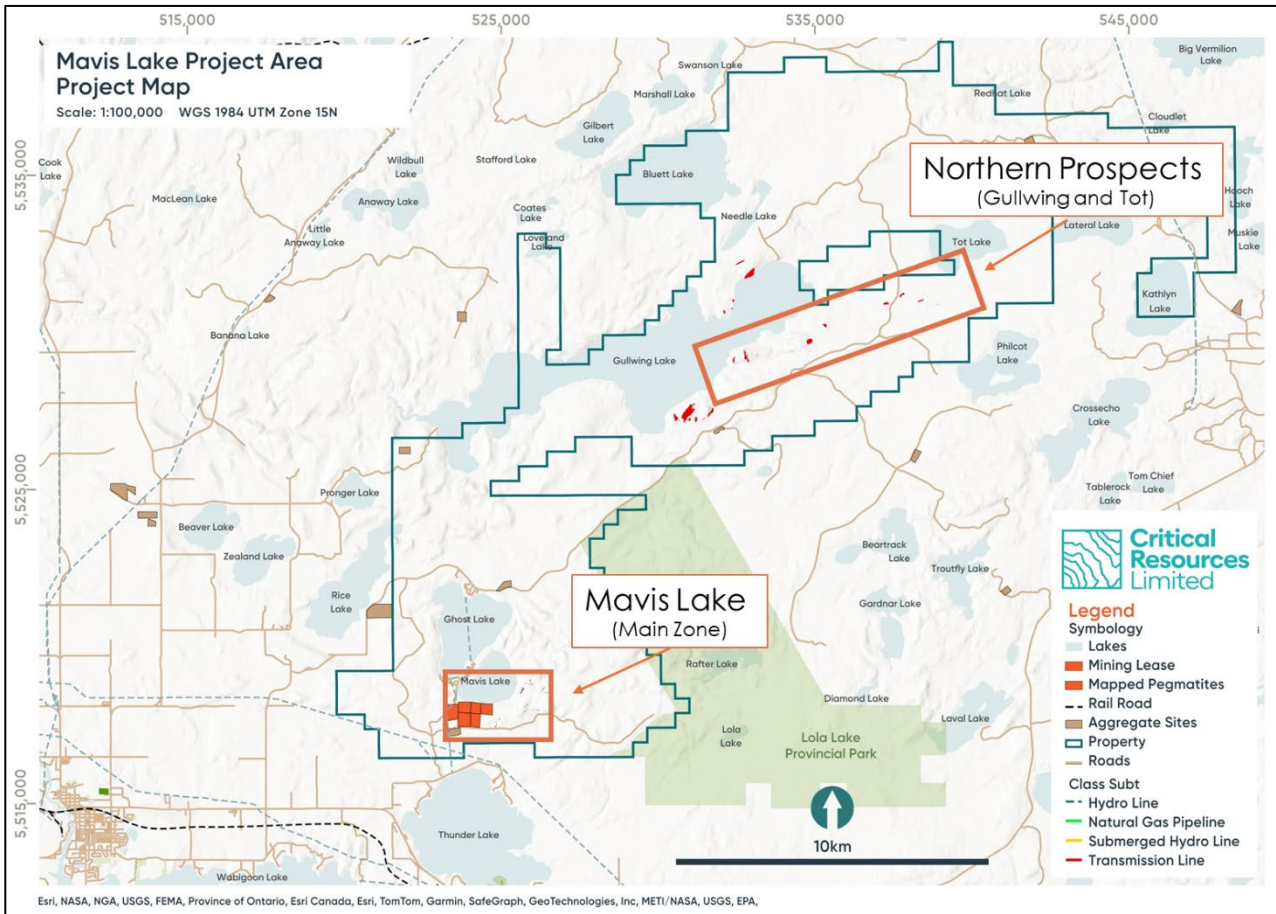 515,000
525,000
535,000
545,000
Mavis Lake Project Area
Project Map
Scale: 1:100,000 WGS 1984 UTM Zone 15N
5,535,000
5,525,000
5,515,000
Big Vermilion
Lake
Swanson Lake
Marshall Lake
Redhat Lake
Cloudlet
Lake
Gilbert
Lake
Cook
Lake
Wildbull
Lake
Stafford Lake
Bluett Lake
Northern Prospects
(Gullwing and Tot)
MacLean Lake
Anaway Lake
Hooch
Lake
Coates
Lake
Needle Lake
Little
Anaway Lake
Loveland
Lake
Tot Lake
Lateral Lake
Muskie
Lake
Kathlyn
Lake
Banana Lake
Gullwing Lake
Philcot
Lake
Crossecho
Lake
Tom Chief
Lake
Tablerock
Lake
Pronger Lake
Beaver Lake
Zealand Lake
Beartrack
Lake
Troutfly Lake
Rice
Lake
Gardnar Lake
Ghost Lake
Mavis Lake
(Main Zone)
Rafter Lake
Mavis Lake
Diamond Lake
Laval Lake
Lola
Lake
Lola Lake
Provincial Park
Thunder Lake
Wabigoon Lake
10km
Critical
Resources
Limited
Legend
Symbology
Lakes
Mining Lease
Mapped Pegmatites
Rail Road
Aggregate Sites
Property
Roads
Class Subt
Hydro Line
Natural Gas Pipeline
Submerged Hydro Line
Transmission Line
Esri, NASA, NGA, USGS, FEMA, Province of Ontario, Esri Canada, Esri, TomTom, Garmin, SafeGraph, GeoTechnologies, Inc, METI/NASA, USGS, EPA,